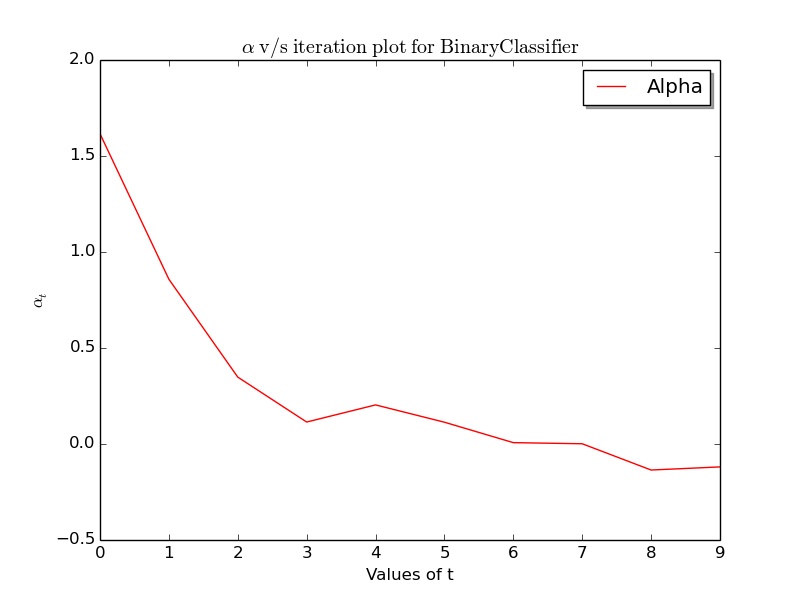 α v/s iteration plot for BinaryClassifier
2.0
Alpha
1.5
1.0
αₜ
0.5
0.0
−0.5
0 1 2 3 4 5 6 7 8 9
Values of t